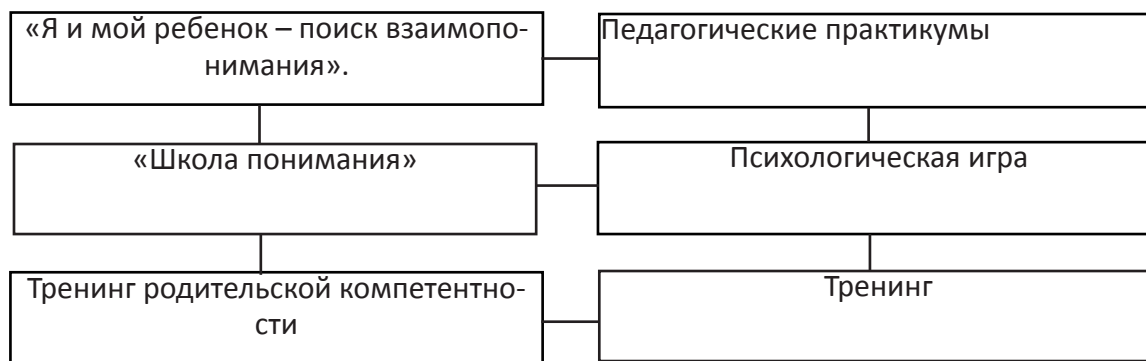 «Я и мой ребенок – поиск взаимопо-
нимания».
Педагогические практикумы
«Школа понимания»
Психологическая игра
Тренинг родительской компетентно-
сти
Тренинг